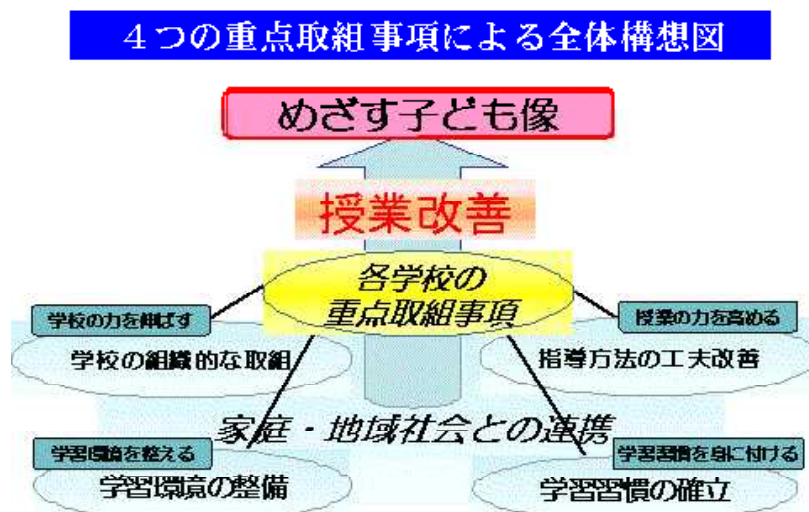 ４つの重点取組事項による全体構想図
めざす子ども像
授業改善
各学校の
重点取組事項
学校の力を伸ばす
学校の組織的な取組
授業の力を高める
指導方法の工夫改善
家庭・地域社会との連携
学習環境を整える
学習環境の整備
学習習慣を身に付ける
学習習慣の確立